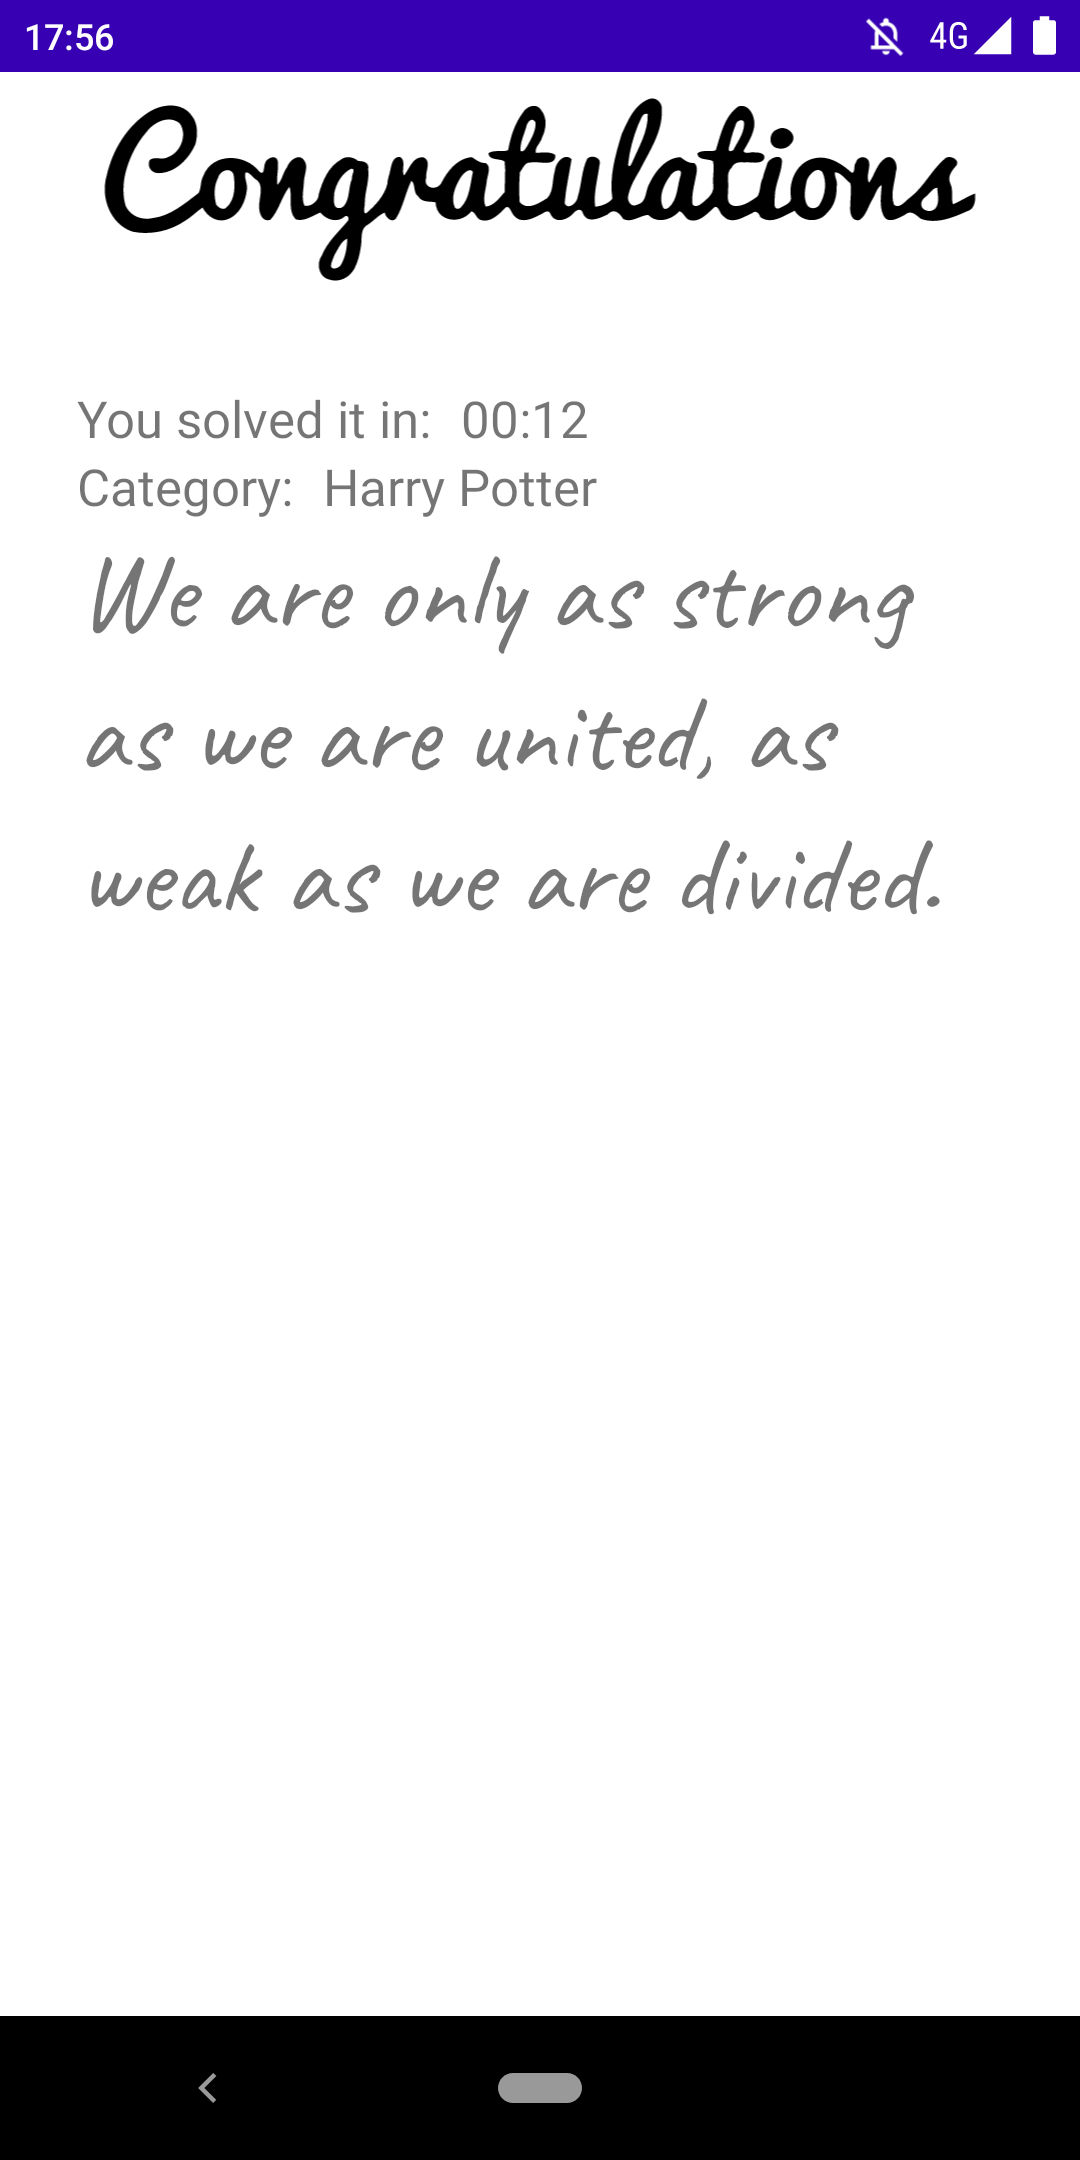 17:56 4G
Congratulations
You solved it in: 00:12
Category: Harry Potter
We are only as strong
as we are united, as
weak as we are divided.